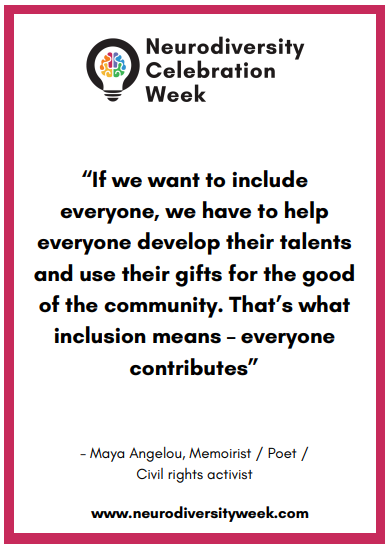 Neurodiversity
Celebration
Week
“If we want to include
everyone, we have to help
everyone develop their talents
and use their gifts for the good
of the community. That’s what
inclusion means – everyone
contributes”
– Maya Angelou, Memoirist / Poet /
Civil rights activist
www.neurodiversityweek.com